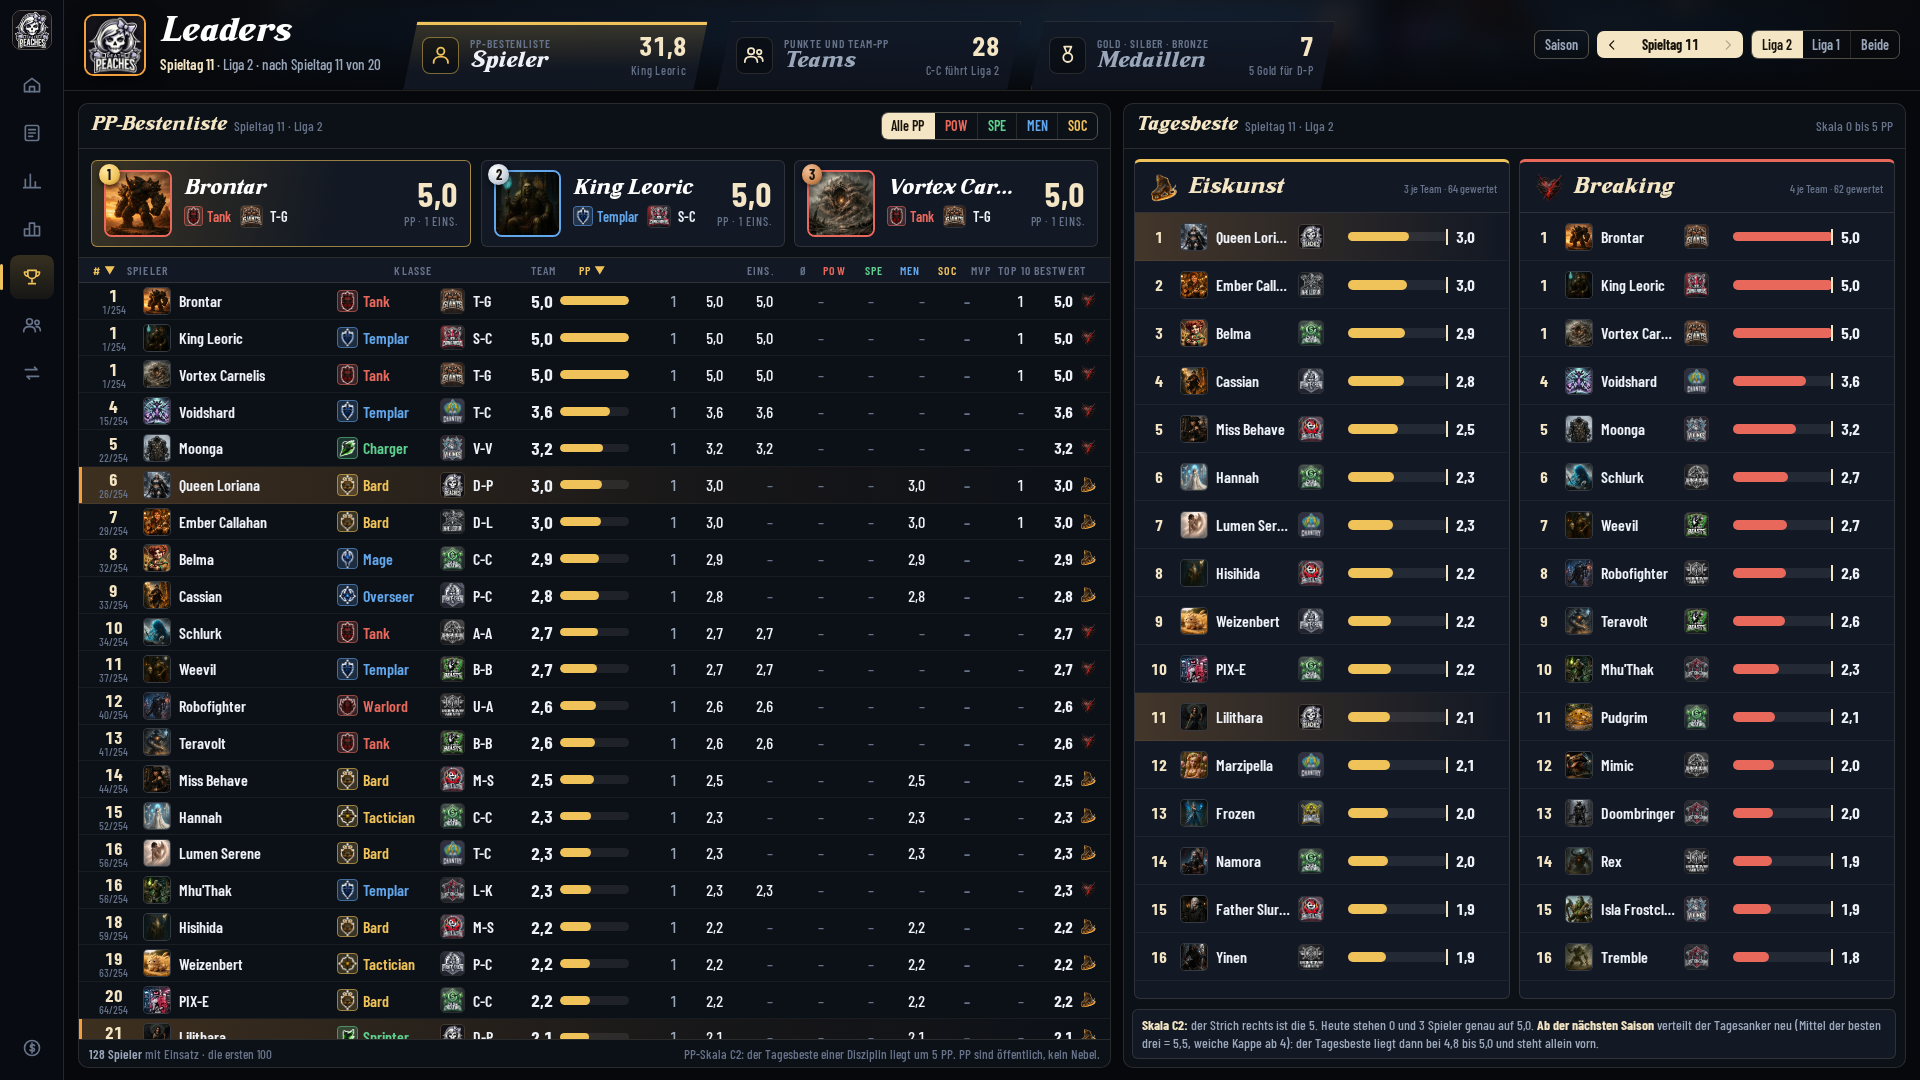 Leaders
Spieltag 11 · Liga 2 · nach Spieltag 11 von 20
PP-BESTENLISTE
Spieler
31,8
King Leoric
PUNKTE UND TEAM-PP
Teams
28
C-C führt Liga 2
GOLD · SILBER · BRONZE
Medaillen
7
5 Gold für D-P
Saison
Spieltag 11
Liga 2 Liga 1 Beide
PP-Bestenliste Spieltag 11 · Liga 2
Alle PP POW SPE MEN SOC
1 Brontar Tank T-G 5,0 PP · 1 EINS.
2 King Leoric Templar S-C 5,0 PP · 1 EINS.
3 Vortex Car... Tank T-G 5,0 PP · 1 EINS.
# ▼ SPIELER KLASSE TEAM PP ▼ EINS. Ø POW SPE MEN SOC MVP TOP 10 BESTWERT
1 1/254 Brontar Tank T-G 5,0 1 5,0 5,0 – – – – 1 5,0
1 1/254 King Leoric Templar S-C 5,0 1 5,0 5,0 – – – – 1 5,0
1 1/254 Vortex Carnelis Tank T-G 5,0 1 5,0 5,0 – – – – 1 5,0
4 15/254 Voidshard Templar T-C 3,6 1 3,6 3,6 – – – – – 3,6
5 22/254 Moonga Charger V-V 3,2 1 3,2 3,2 – – – – – 3,2
6 26/254 Queen Loriana Bard D-P 3,0 1 3,0 – – – 3,0 – 1 3,0
7 29/254 Ember Callahan Bard D-L 3,0 1 3,0 – – – 3,0 – 1 3,0
8 32/254 Belma Mage C-C 2,9 1 2,9 – – – 2,9 – – 2,9
9 33/254 Cassian Overseer P-C 2,8 1 2,8 – – – 2,8 – – 2,8
10 34/254 Schlurk Tank A-A 2,7 1 2,7 2,7 – – – – – 2,7
11 37/254 Weevil Templar B-B 2,7 1 2,7 2,7 – – – – – 2,7
12 40/254 Robofighter Warlord U-A 2,6 1 2,6 2,6 – – – – – 2,6
13 41/254 Teravolt Tank B-B 2,6 1 2,6 2,6 – – – – – 2,6
14 44/254 Miss Behave Bard M-S 2,5 1 2,5 – – – 2,5 – – 2,5
15 52/254 Hannah Tactician C-C 2,3 1 2,3 – – – 2,3 – – 2,3
16 56/254 Lumen Serene Bard T-C 2,3 1 2,3 – – – 2,3 – – 2,3
16 56/254 Mhu'Thak Templar L-K 2,3 1 2,3 2,3 – – – – – 2,3
18 59/254 Hisihida Bard M-S 2,2 1 2,2 – – – 2,2 – – 2,2
19 63/254 Weizenbert Tactician P-C 2,2 1 2,2 – – – 2,2 – – 2,2
20 64/254 PIX-E Bard C-C 2,2 1 2,2 – – – 2,2 – – 2,2
21 Lilithara Sprinter D-P 2,1 1 2,1 – – – 2,1 – – 2,1
128 Spieler mit Einsatz · die ersten 100
PP-Skala C2: der Tagesbeste einer Disziplin liegt um 5 PP. PP sind öffentlich, kein Nebel.
Tagesbeste Spieltag 11 · Liga 2
Skala 0 bis 5 PP
Eiskunst 3 je Team · 64 gewertet
1 Queen Lori... 3,0
2 Ember Call... 3,0
3 Belma 2,9
4 Cassian 2,8
5 Miss Behave 2,5
6 Hannah 2,3
7 Lumen Ser... 2,3
8 Hisihida 2,2
9 Weizenbert 2,2
10 PIX-E 2,2
11 Lilithara 2,1
12 Marzipella 2,1
13 Frozen 2,0
14 Namora 2,0
15 Father Slur... 1,9
16 Yinen 1,9
Breaking 4 je Team · 62 gewertet
1 Brontar 5,0
1 King Leoric 5,0
1 Vortex Car... 5,0
4 Voidshard 3,6
5 Moonga 3,2
6 Schlurk 2,7
7 Weevil 2,7
8 Robofighter 2,6
9 Teravolt 2,6
10 Mhu'Thak 2,3
11 Pudgrim 2,1
12 Mimic 2,0
13 Doombringer 2,0
14 Rex 1,9
15 Isla Frostcl... 1,9
16 Tremble 1,8
Skala C2: der Strich rechts ist die 5. Heute stehen 0 und 3 Spieler genau auf 5,0. Ab der nächsten Saison verteilt der Tagesanker neu (Mittel der besten
drei = 5,5, weiche Kappe ab 4): der Tagesbeste liegt dann bei 4,8 bis 5,0 und steht allein vorn.